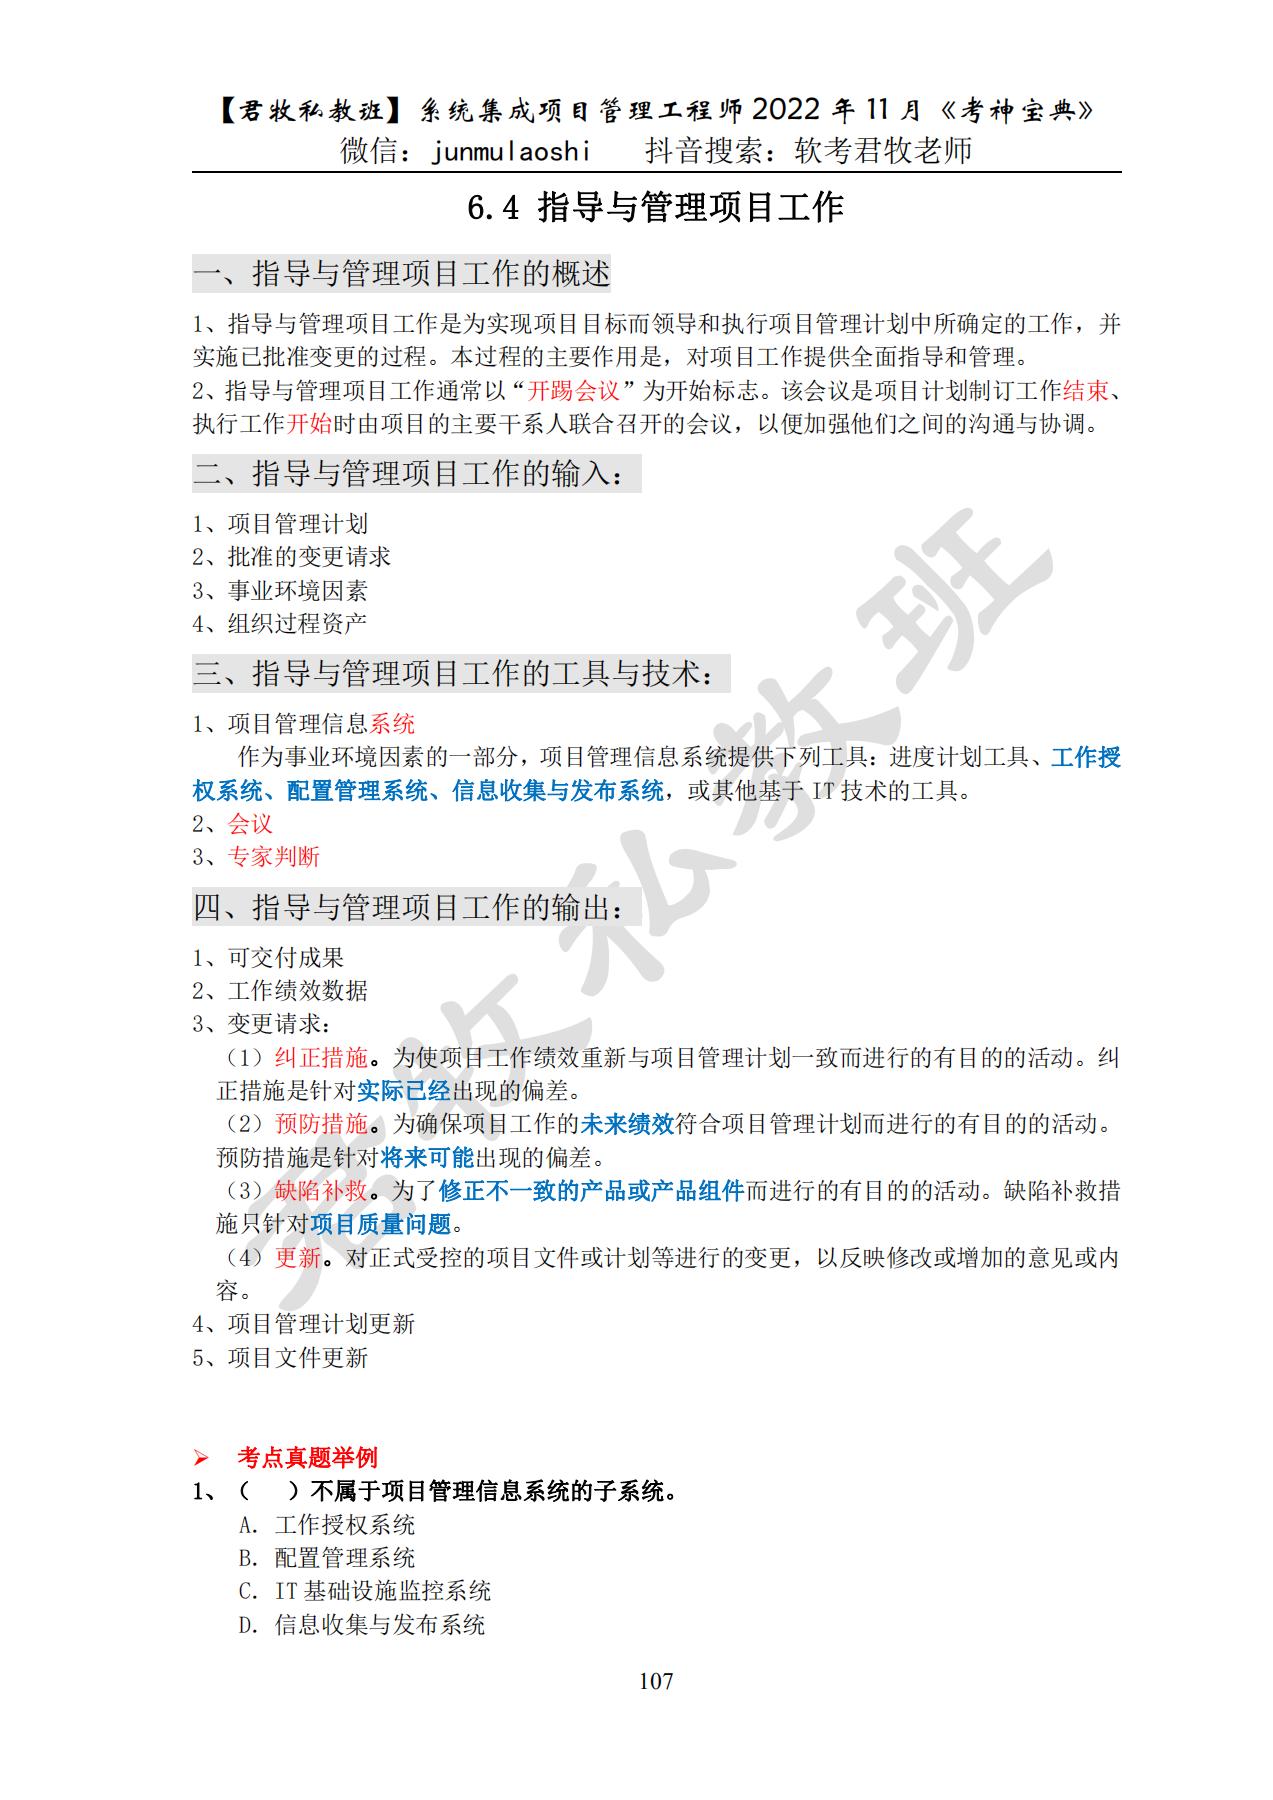 【君牧私教班】系统集成项目管理工程师 2022 年 11 月《考神宝典》
微信：junmulaoshi 抖音搜索：软考君牧老师
6.4 指导与管理项目工作
一、指导与管理项目工作的概述
1、指导与管理项目工作是为实现项目目标而领导和执行项目管理计划中所确定的工作，并
实施已批准变更的过程。本过程的主要作用是，对项目工作提供全面指导和管理。
2、指导与管理项目工作通常以“开踢会议”为开始标志。该会议是项目计划制订工作结束、
执行工作开始时由项目的主要干系人联合召开的会议，以便加强他们之间的沟通与协调。
二、指导与管理项目工作的输入：
1、项目管理计划
2、批准的变更请求
3、事业环境因素
4、组织过程资产
三、指导与管理项目工作的工具与技术：
1、项目管理信息系统
作为事业环境因素的一部分，项目管理信息系统提供下列工具：进度计划工具、工作授
权系统、配置管理系统、信息收集与发布系统，或其他基于 IT 技术的工具。
2、会议
3、专家判断
四、指导与管理项目工作的输出：
1、可交付成果
2、工作绩效数据
3、变更请求：
（1）纠正措施。为使项目工作绩效重新与项目管理计划一致而进行的有目的的活动。纠
正措施是针对实际已经出现的偏差。
（2）预防措施。为确保项目工作的未来绩效符合项目管理计划而进行的有目的的活动。
预防措施是针对将来可能出现的偏差。
（3）缺陷补救。为了修正不一致的产品或产品组件而进行的有目的的活动。缺陷补救措
施只针对项目质量问题。
（4）更新。对正式受控的项目文件或计划等进行的变更，以反映修改或增加的意见或内
容。
4、项目管理计划更新
5、项目文件更新
➢ 考点真题举例
1、（ ）不属于项目管理信息系统的子系统。
A. 工作授权系统
B. 配置管理系统
C. IT 基础设施监控系统
D. 信息收集与发布系统
107
君牧私教班